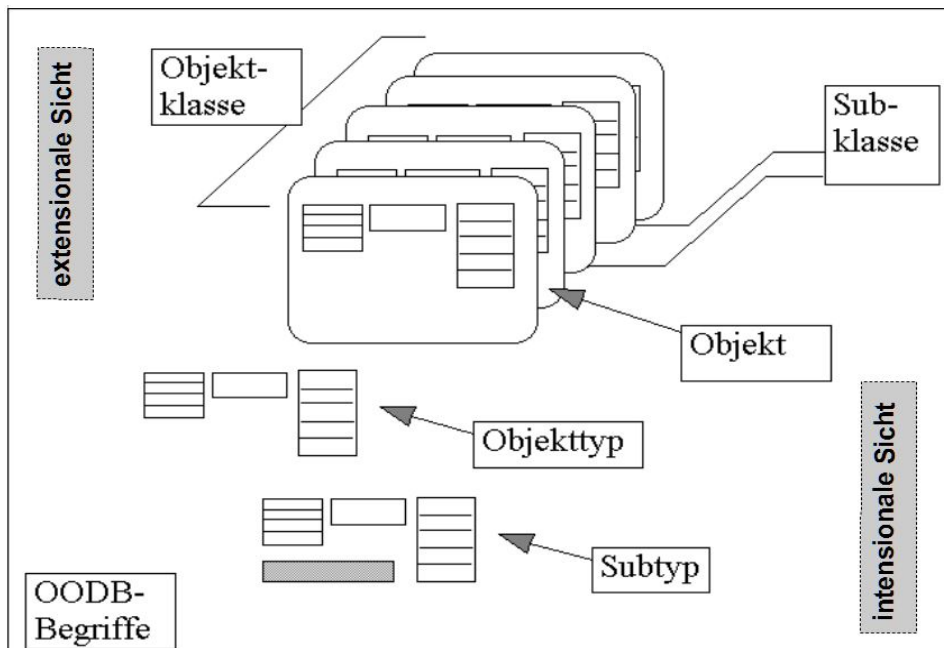 extensionale Sicht
Objekt-
klasse
Sub-
klasse
Objekt
Objekttyp
Subtyp
intensionale Sicht
OODB-
Begriffe